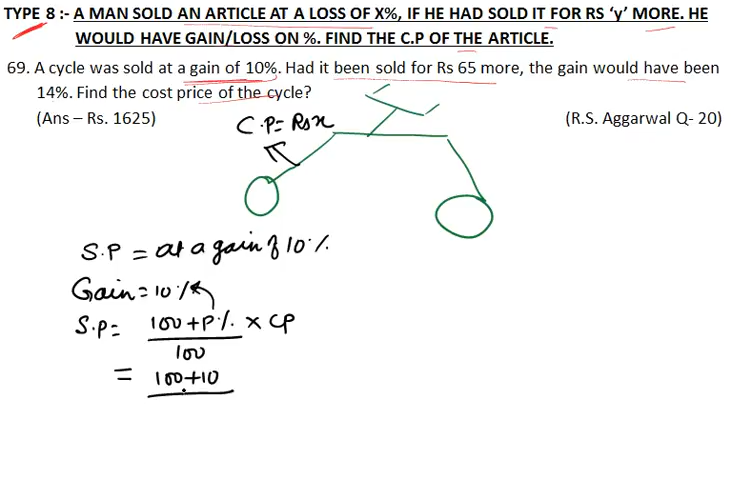 TYPE 8 :- A MAN SOLD AN ARTICLE AT A LOSS OF X%, IF HE HAD SOLD IT FOR RS ‘y’ MORE. HE
WOULD HAVE GAIN/LOSS ON %. FIND THE C.P OF THE ARTICLE.
69. A cycle was sold at a gain of 10%. Had it been sold for Rs 65 more, the gain would have been
14%. Find the cost price of the cycle?
(Ans – Rs. 1625) (R.S. Aggarwal Q- 20)
C.P = Rs x
S.P = at a gain of 10%.
Gain = 10%
S.P = 100 + P% × CP
100
= 100+10